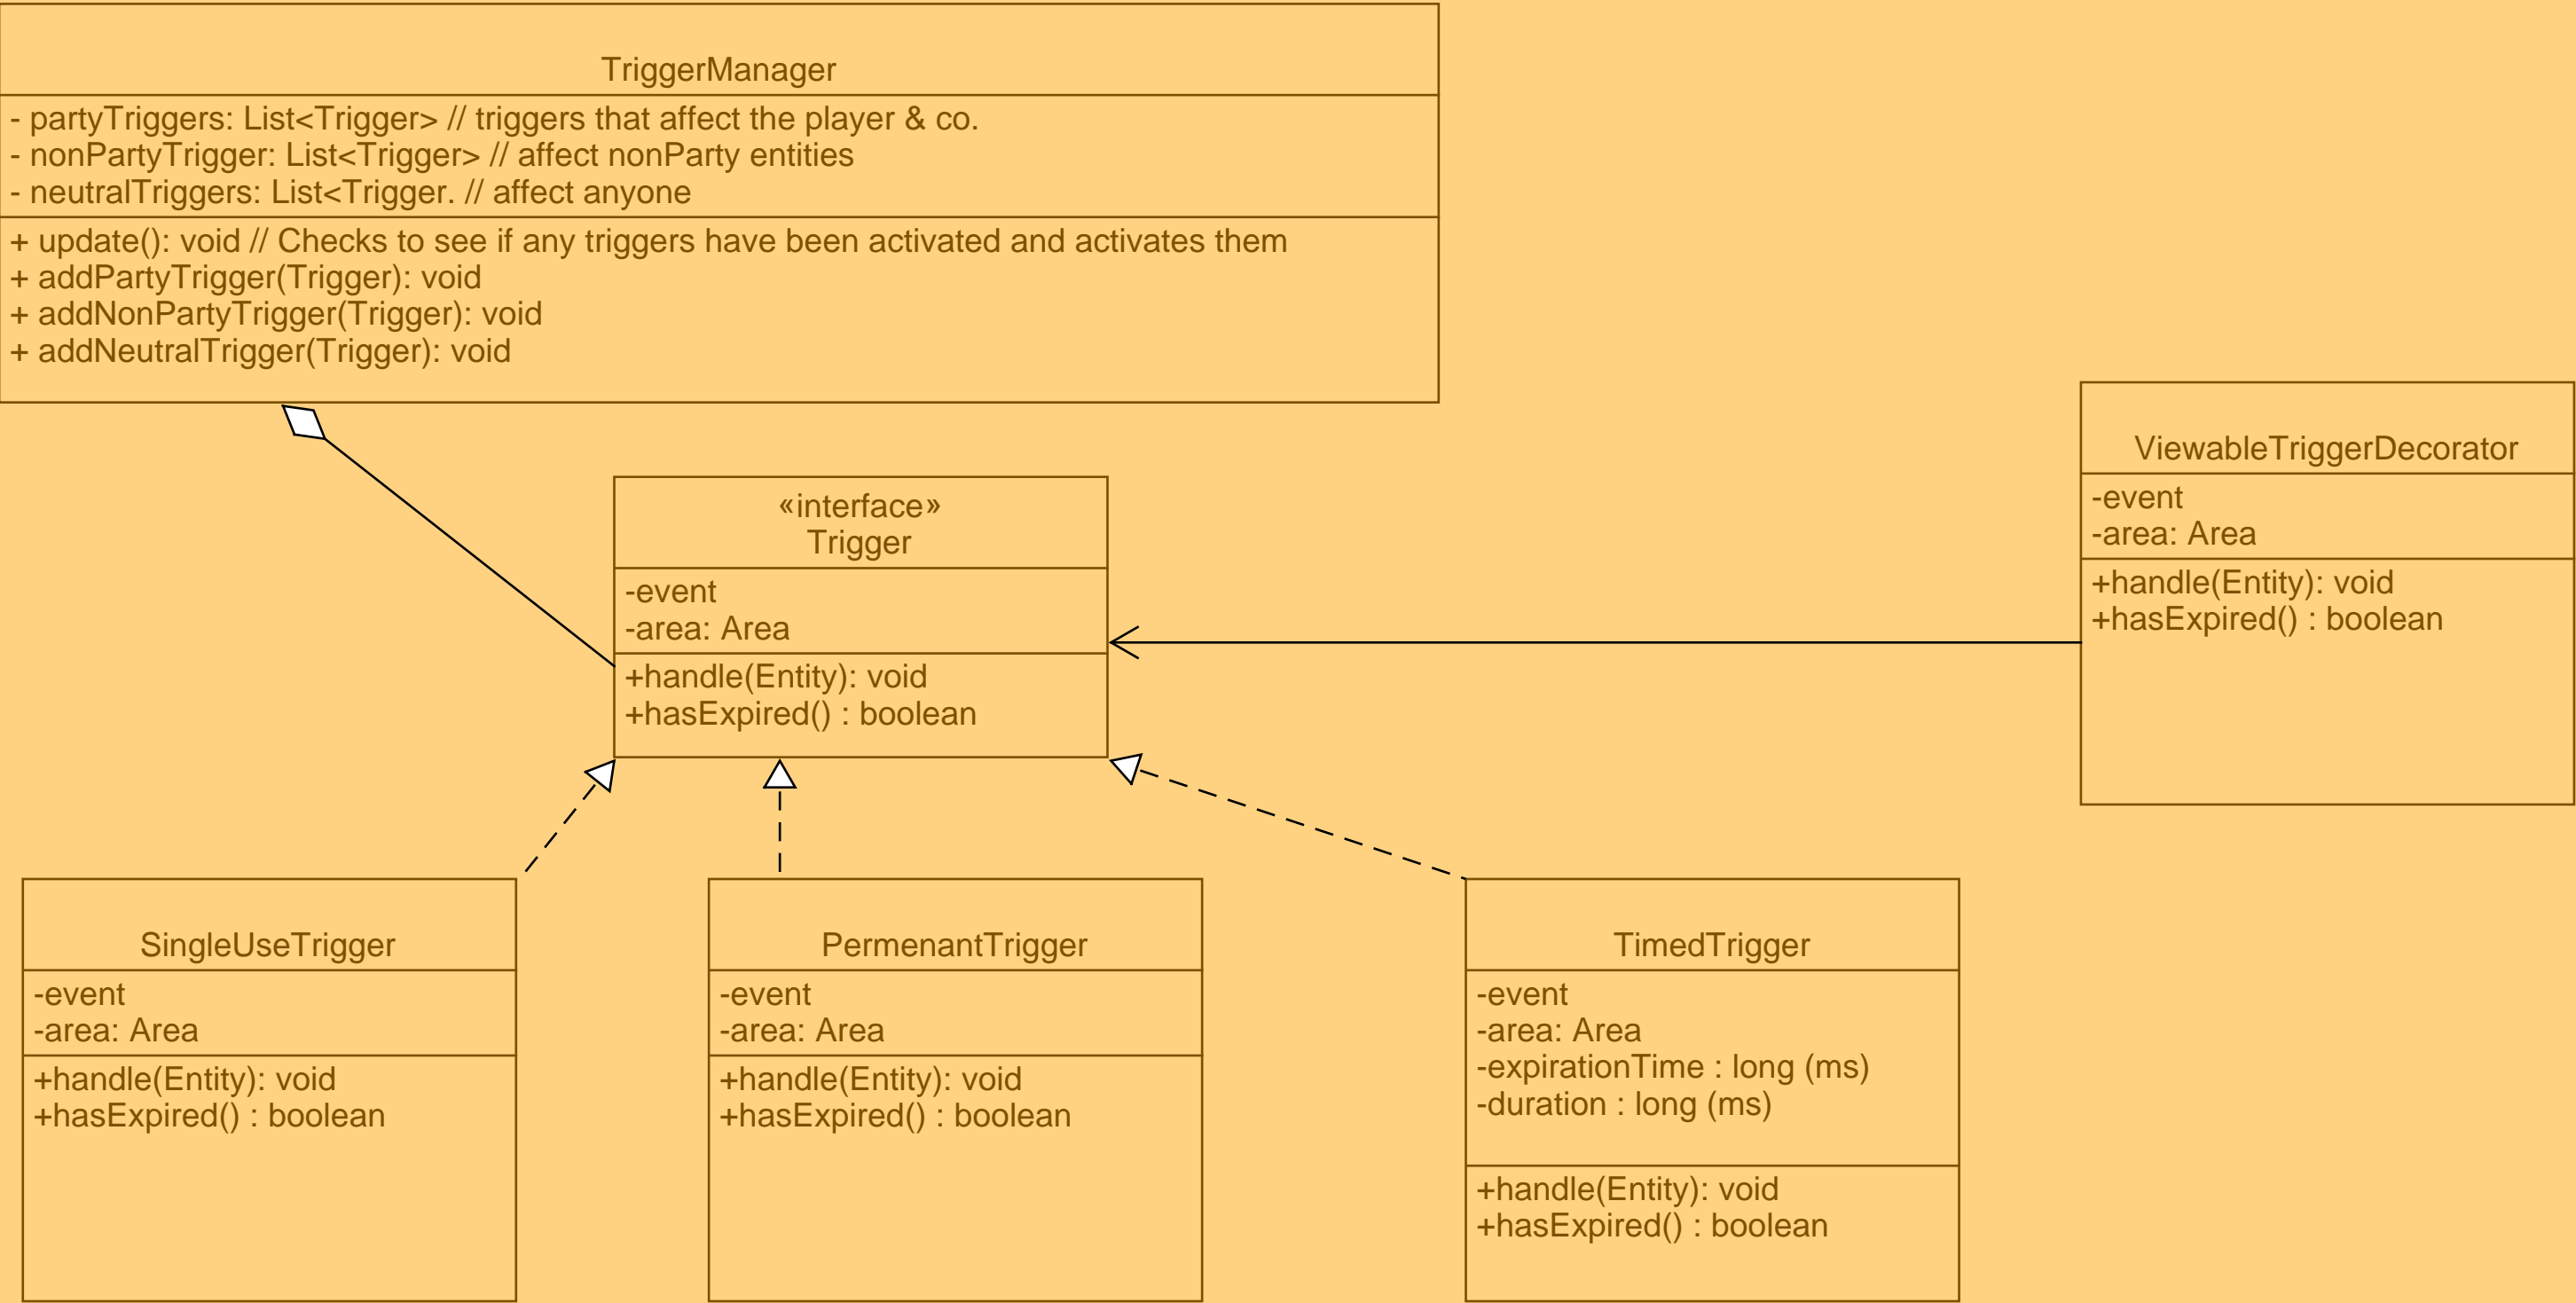 TriggerManager
- partyTriggers: List<Trigger> // triggers that affect the player & co.
- nonPartyTrigger: List<Trigger> // affect nonParty entities
- neutralTriggers: List<Trigger. // affect anyone
+ update(): void // Checks to see if any triggers have been activated and activates them
+ addPartyTrigger(Trigger): void
+ addNonPartyTrigger(Trigger): void
+ addNeutralTrigger(Trigger): void
ViewableTriggerDecorator
-event
-area: Area
+handle(Entity): void
+hasExpired() : boolean
«interface»
Trigger
-event
-area: Area
+handle(Entity): void
+hasExpired() : boolean
SingleUseTrigger
-event
-area: Area
+handle(Entity): void
+hasExpired() : boolean
PermenantTrigger
-event
-area: Area
+handle(Entity): void
+hasExpired() : boolean
TimedTrigger
-event
-area: Area
-expirationTime : long (ms)
-duration : long (ms)
+handle(Entity): void
+hasExpired() : boolean